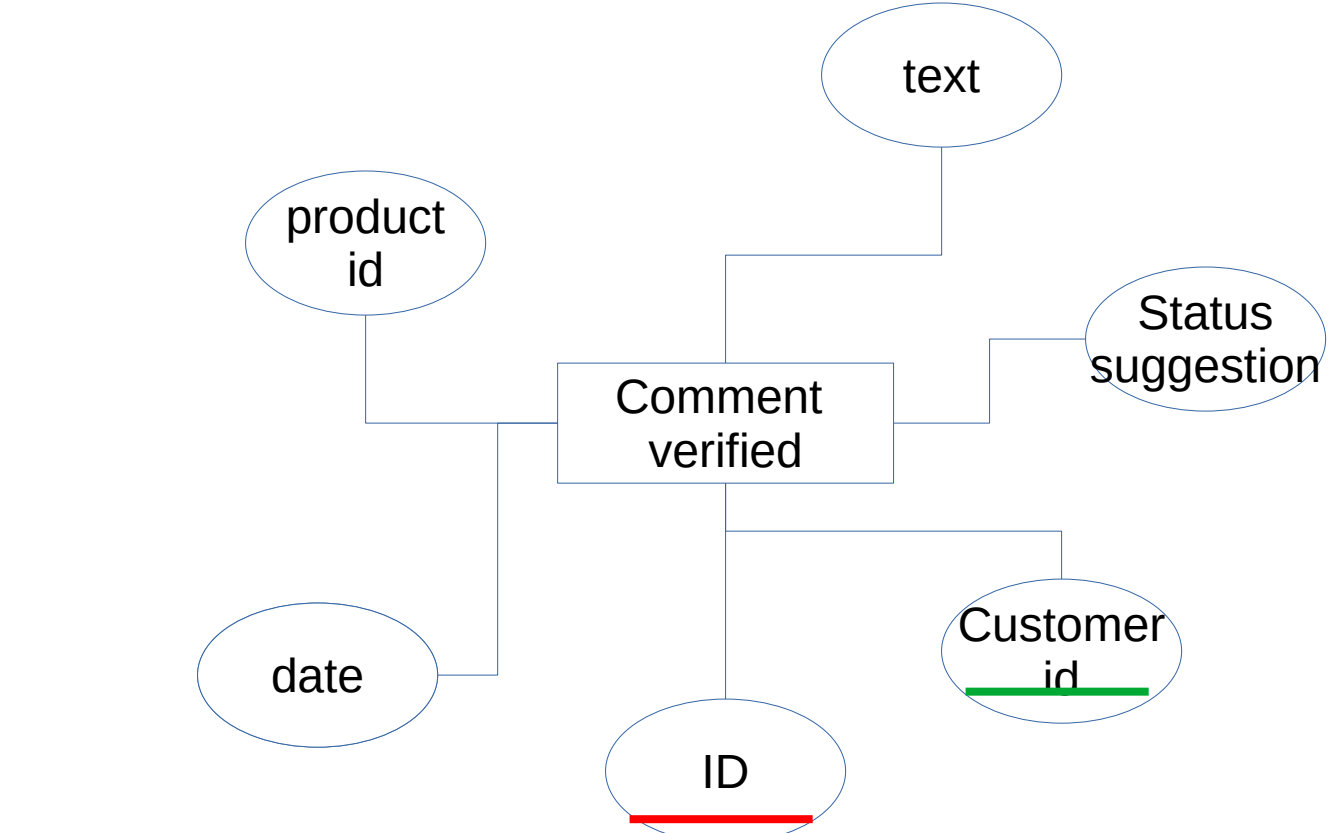 text
product
id
Status
suggestion
Comment
verified
Customer
id
date
ID